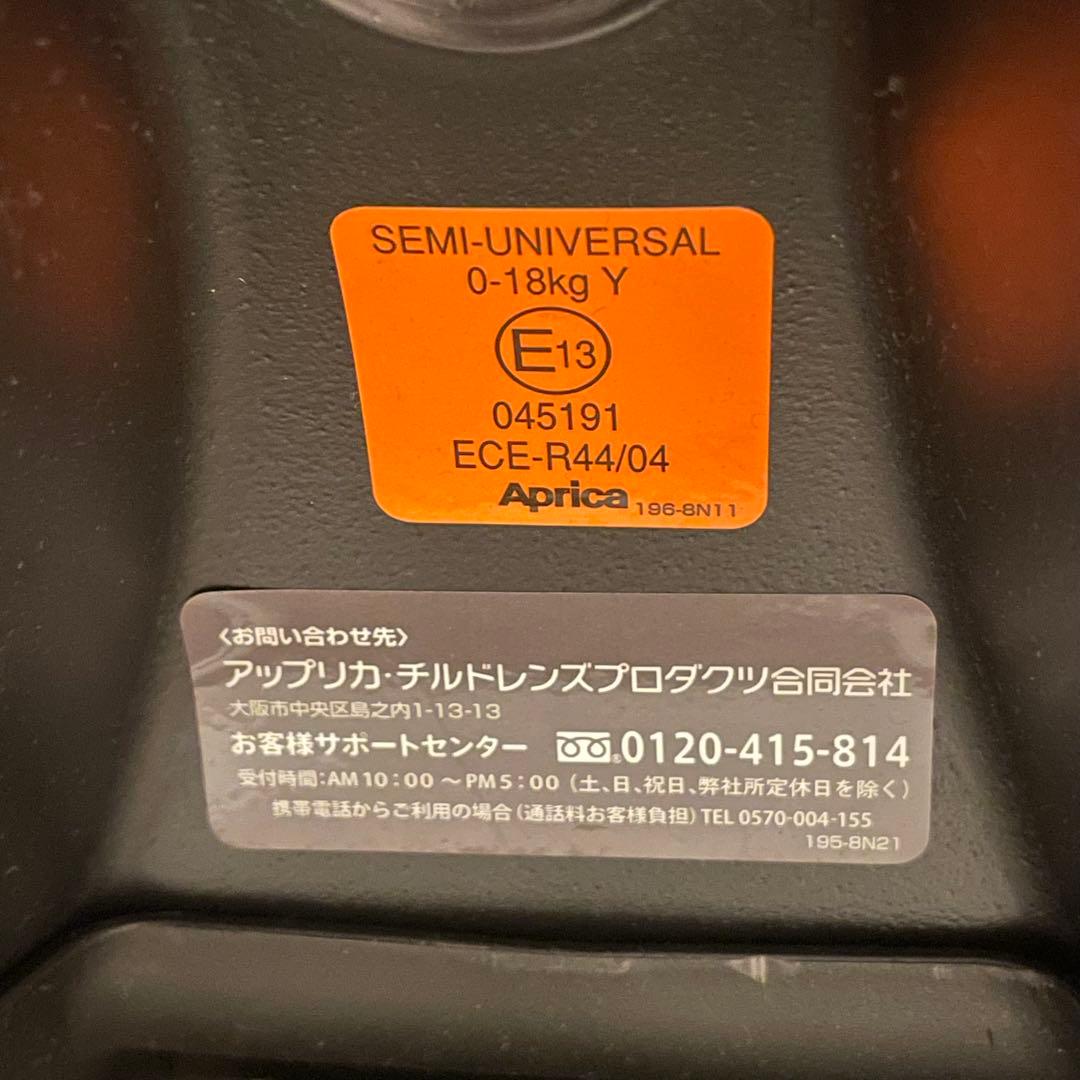 SEMI-UNIVERSAL
0-18kg Y
E13
045191
ECE-R44/04
Aprica 196-8N11
〈お問い合わせ先〉
アップリカ・チルドレンズプロダクツ合同会社
大阪市中央区島之内1-13-13
お客様サポートセンター 0120-415-814
受付時間:AM10:00 〜PM5:00 (土、日、祝日、弊社所定休日を除く)
携帯電話からご利用の場合(通話料お客様負担) TEL 0570-004-155
195-8N21